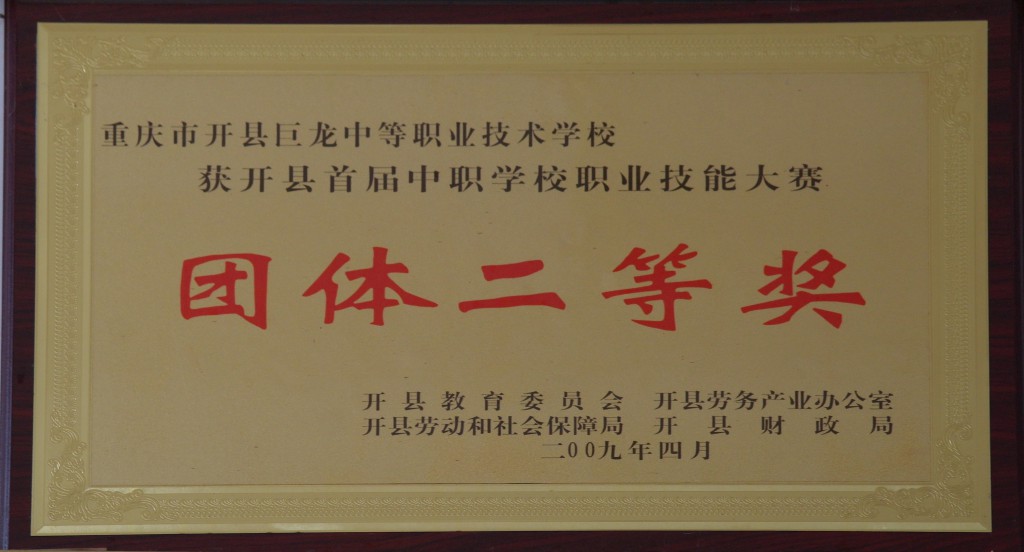 重庆市开县巨龙中等职业技术学校
获开县首届中职学校职业技能大赛
团体二等奖
开县教育委员会 开县劳务产业办公室
开县劳动和社会保障局 开县财政局
二00九年四月